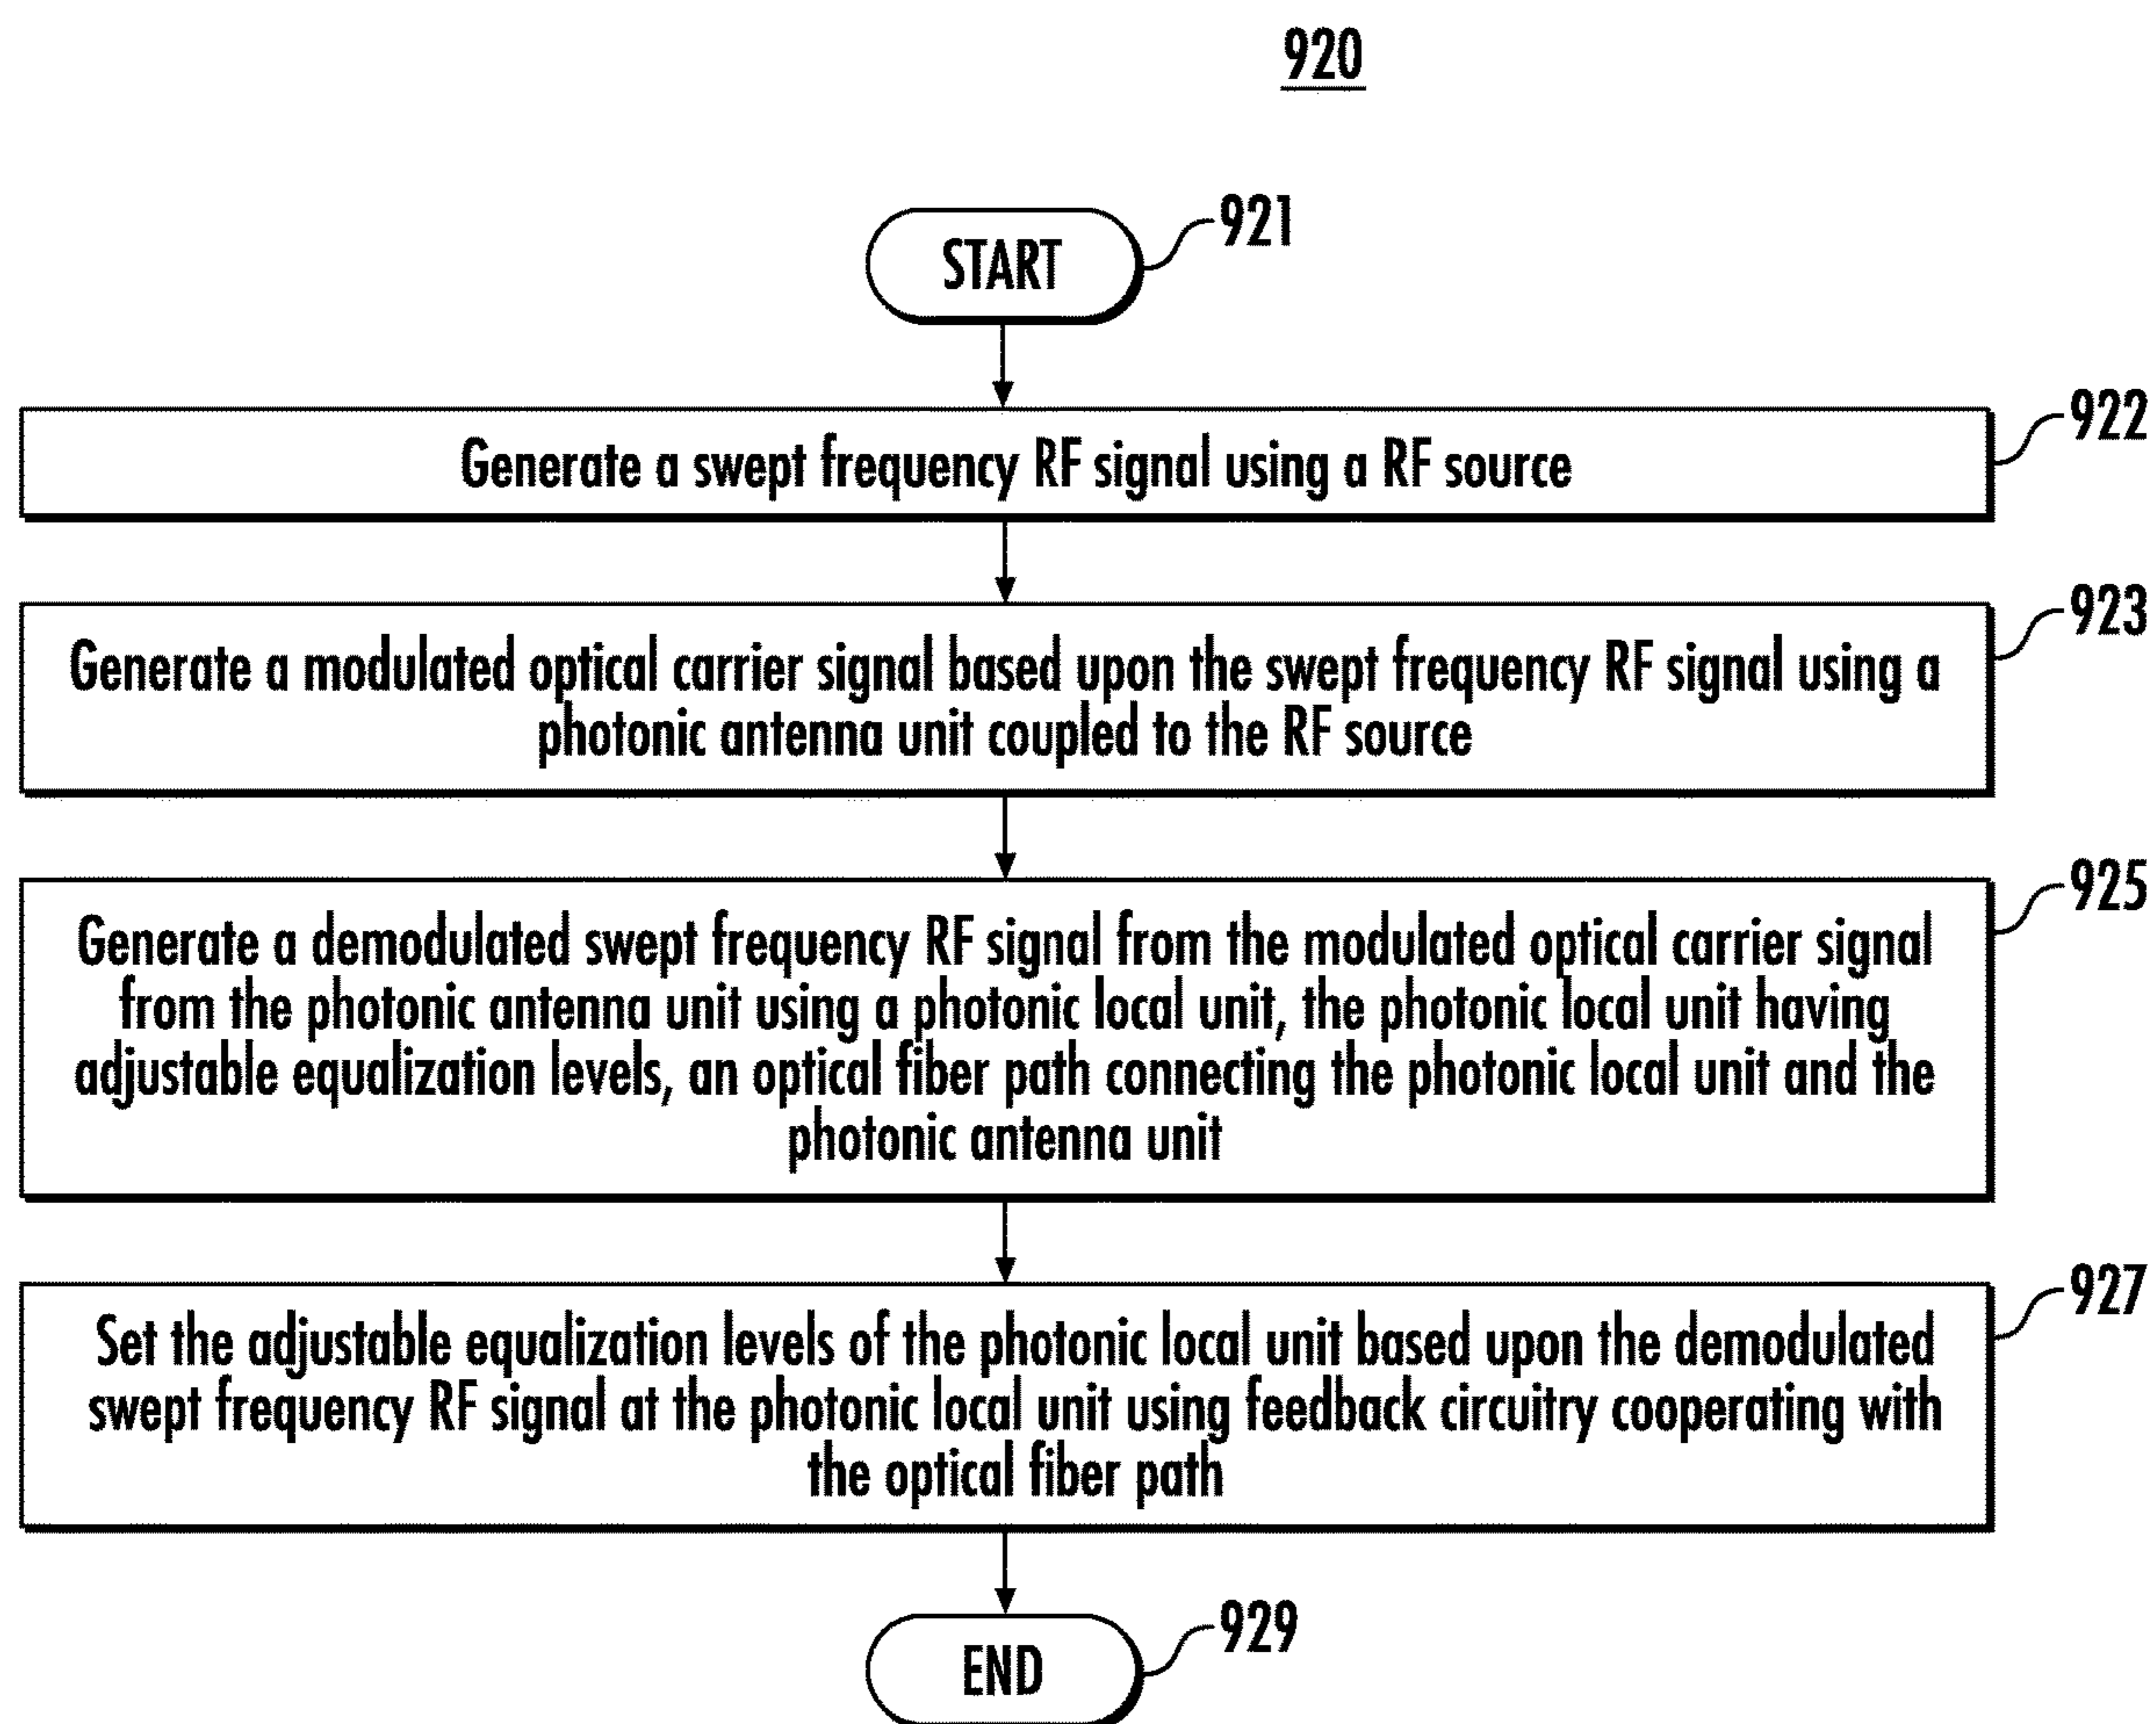 920
START
921
922
Generate a swept frequency RF signal using a RF source
923
Generate a modulated optical carrier signal based upon the swept frequency RF signal using a
photonic antenna unit coupled to the RF source
925
Generate a demodulated swept frequency RF signal from the modulated optical carrier signal
from the photonic antenna unit using a photonic local unit, the photonic local unit having
adjustable equalization levels, an optical fiber path connecting the photonic local unit and the
photonic antenna unit
927
Set the adjustable equalization levels of the photonic local unit based upon the demodulated
swept frequency RF signal at the photonic local unit using feedback circuitry cooperating with
the optical fiber path
END
929